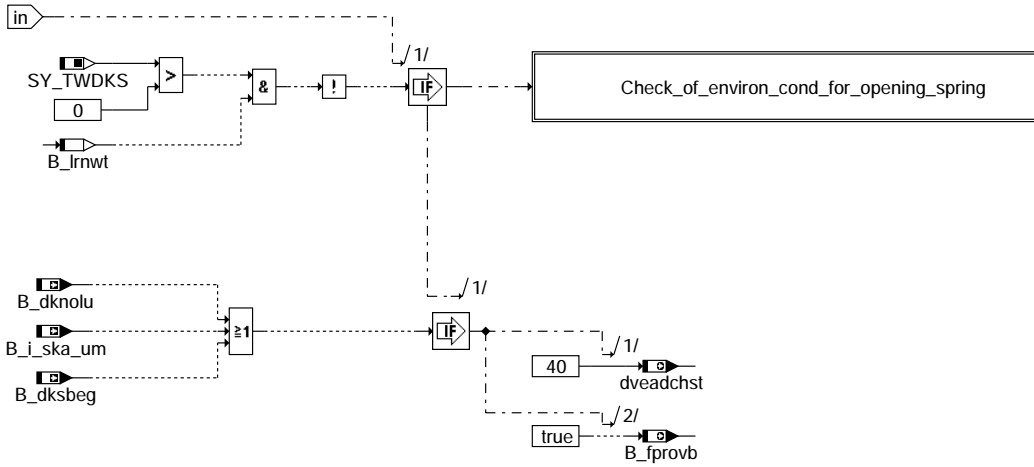 in
/1/
SY_TWDKS
>
&
!
IF
Check_of_environ_cond_for_opening_spring
0
B_lrnwt
/1/
B_dknolu
B_i_ska_um
≧1
IF
B_dksbeg
/1/
40
dveadchst
/2/
true
B_fprovb